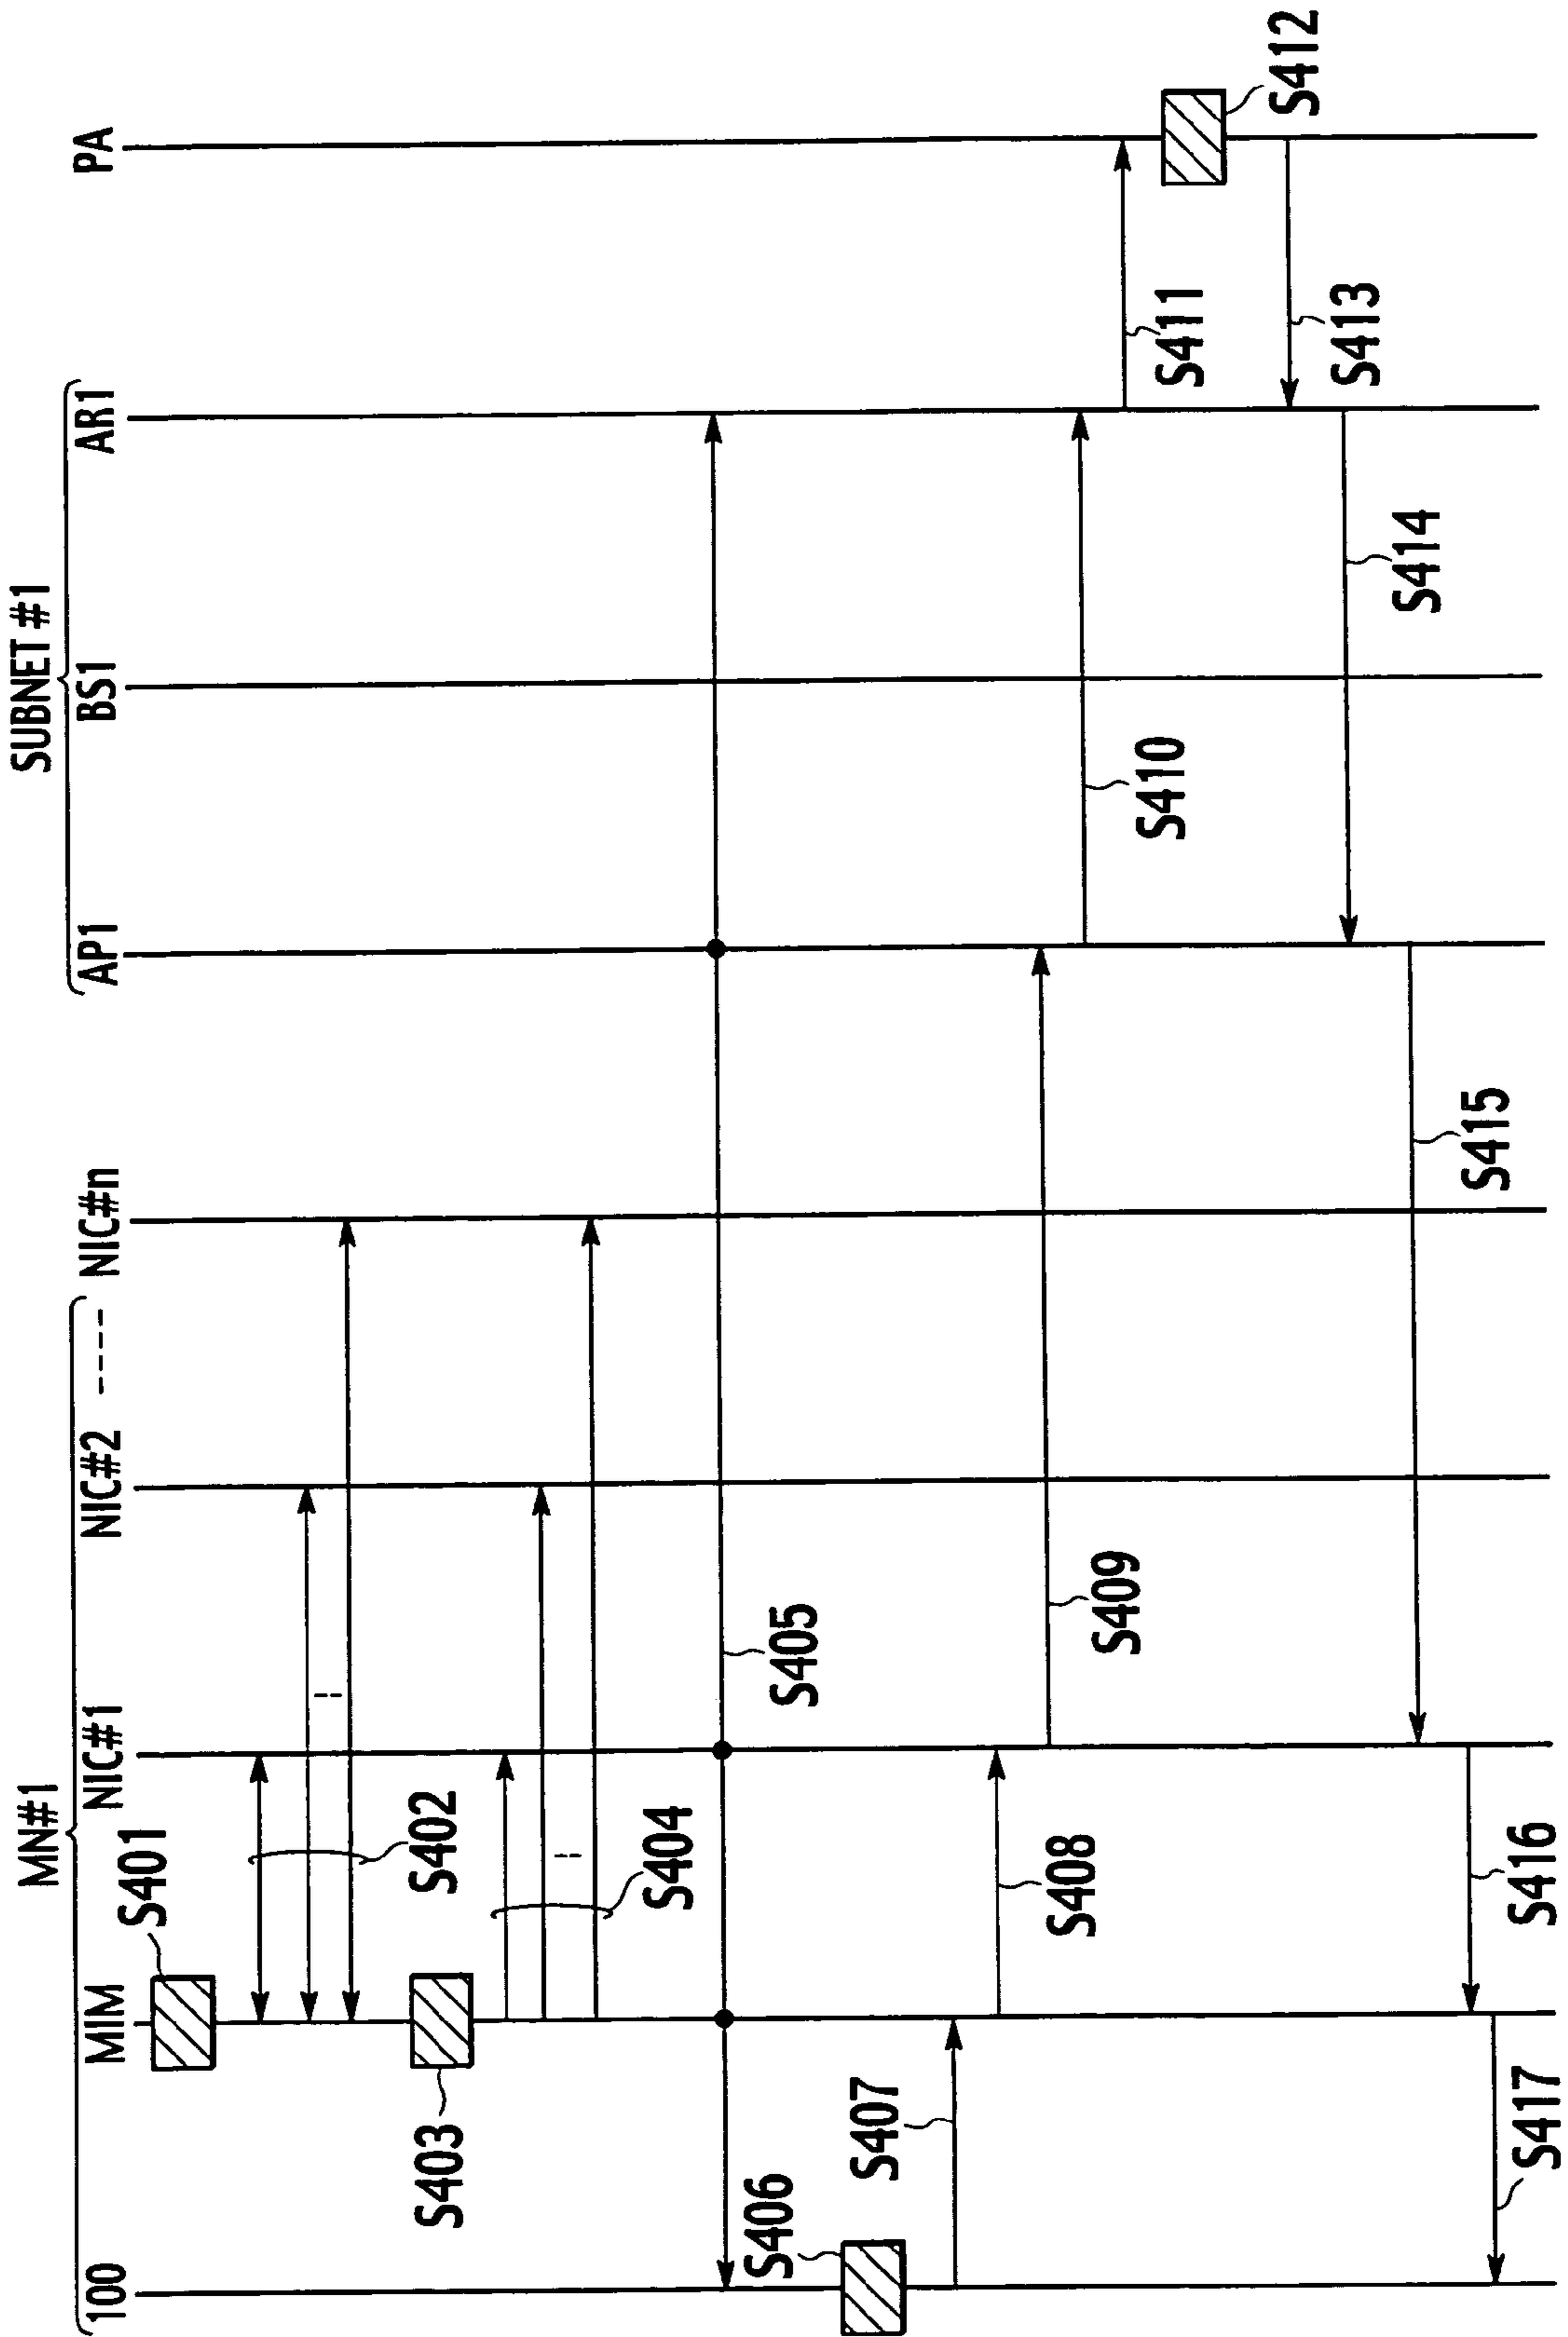 MN#1
SUBNET #1
100
MIM
NIC#1
NIC#2 ----
NIC#n
AP1
BS1
AR1
PA
S401
S402
S403
S404
S405
S406
S407
S408
S409
S410
S411
S412
S413
S414
S415
S416
S417